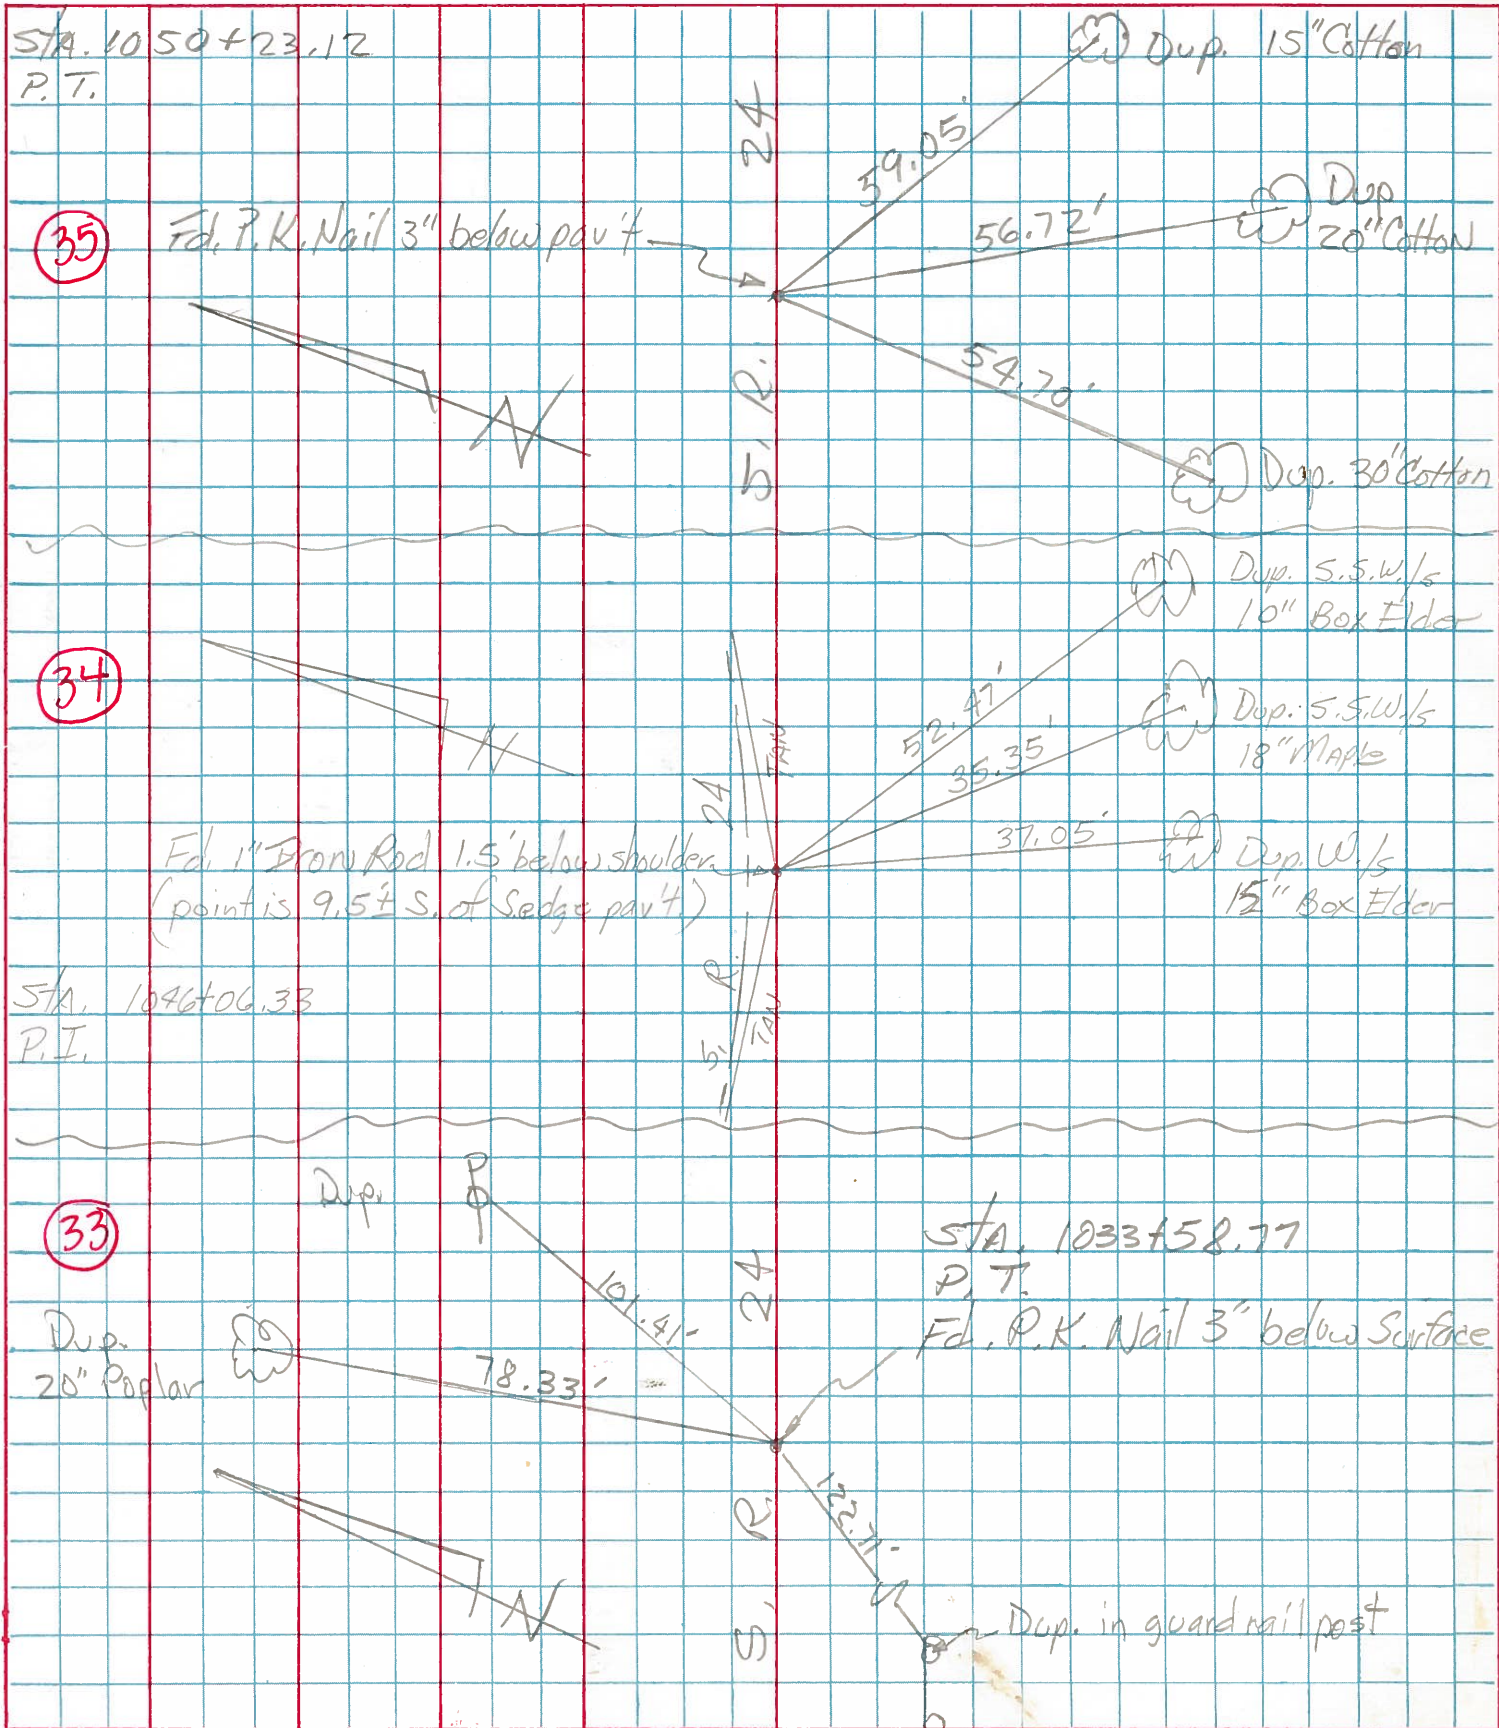 STA. 1050+23.12
P.T.
Dup. 15" Cotton
24
59.05'
Dup
20" Cotton
56.72'
35
Fd. P.K. Nail 3" below pav't
54.70'
S. R.
N
Dup. 30" Cotton
Dup. S.S.W./s
10" Box Elder
34
52.47'
Dup. S.S.W./s
18" Maple
35.35'
N
24
TAN
37.05'
Fd. 1" Iron Rod 1.5' below shoulder
(point is 9.5'± S. of S.edge pav't.)
Dup. W./s
15" Box Elder
STA. 1046+06.33
P.I.
S. R.
TAN
Dup.
33
STA. 1033+58.77
P.T.
Fd. P.K. Nail 3" below Surface
24
101.41'
Dup.
20" Poplar
78.33'
S. R.
122.71'
N
Dup. in guard rail post